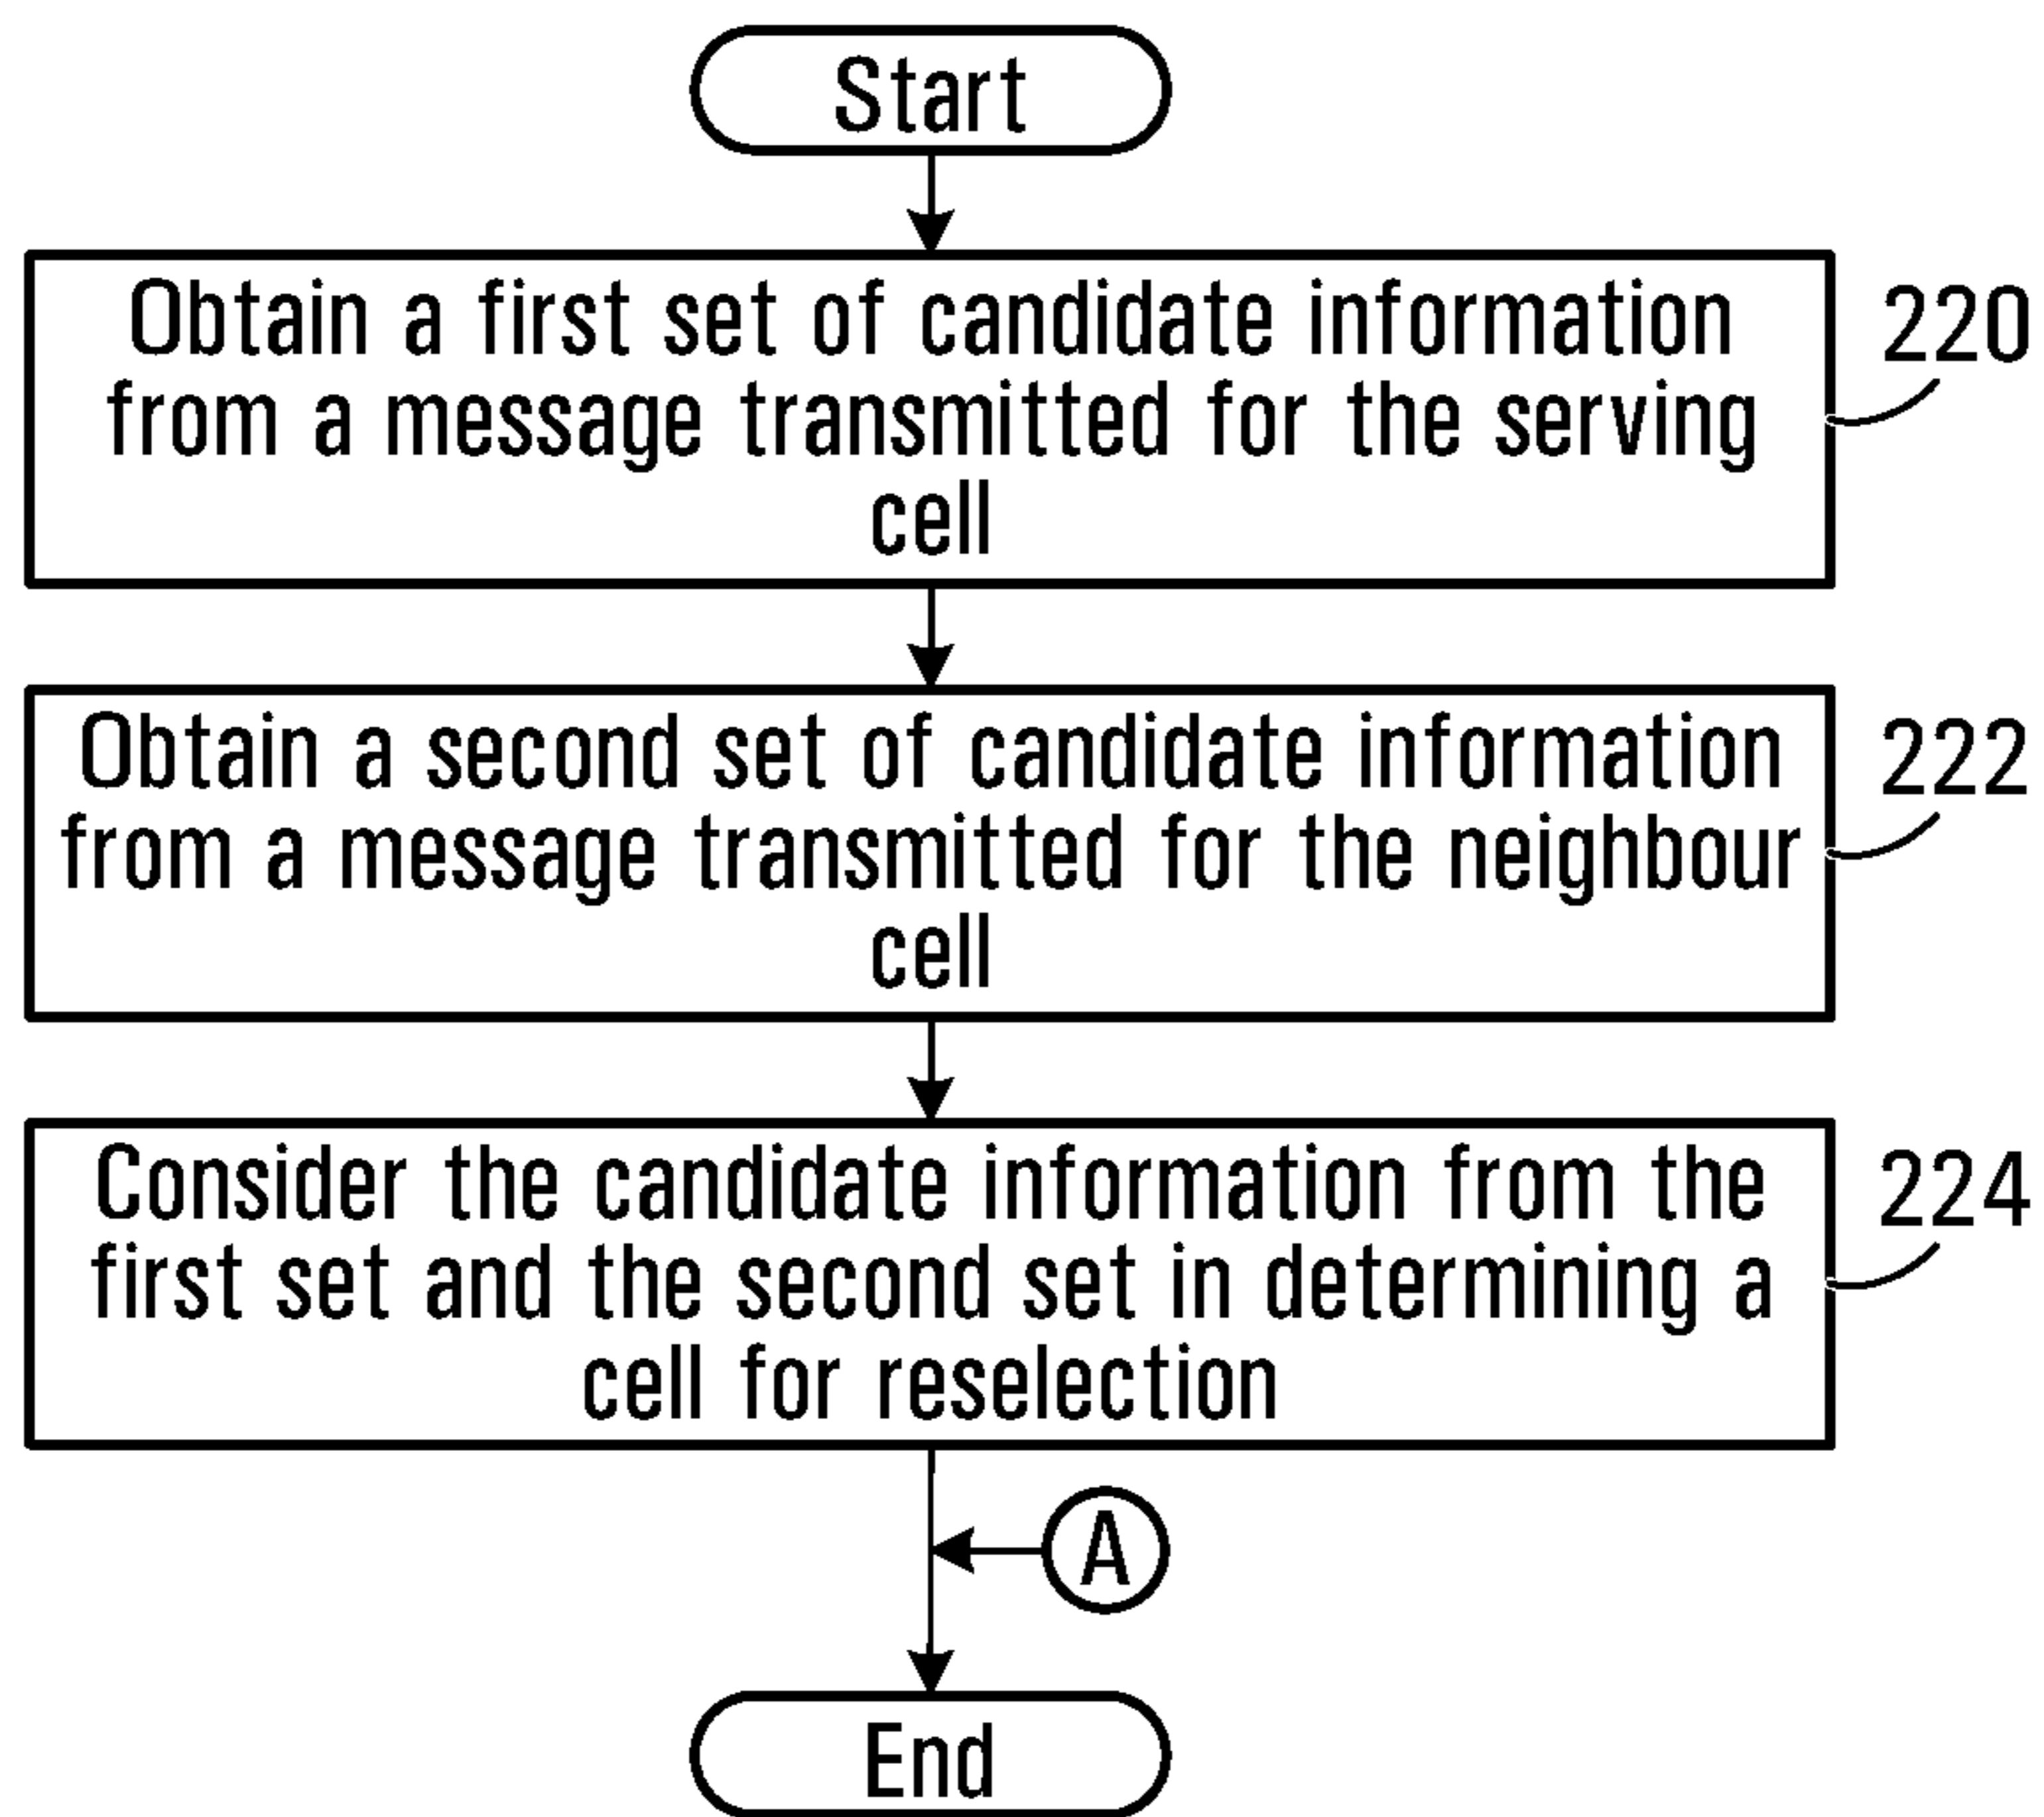 Start
Obtain a first set of candidate information
from a message transmitted for the serving
cell
220
Obtain a second set of candidate information
from a message transmitted for the neighbour
cell
222
Consider the candidate information from the
first set and the second set in determining a
cell for reselection
224
A
End